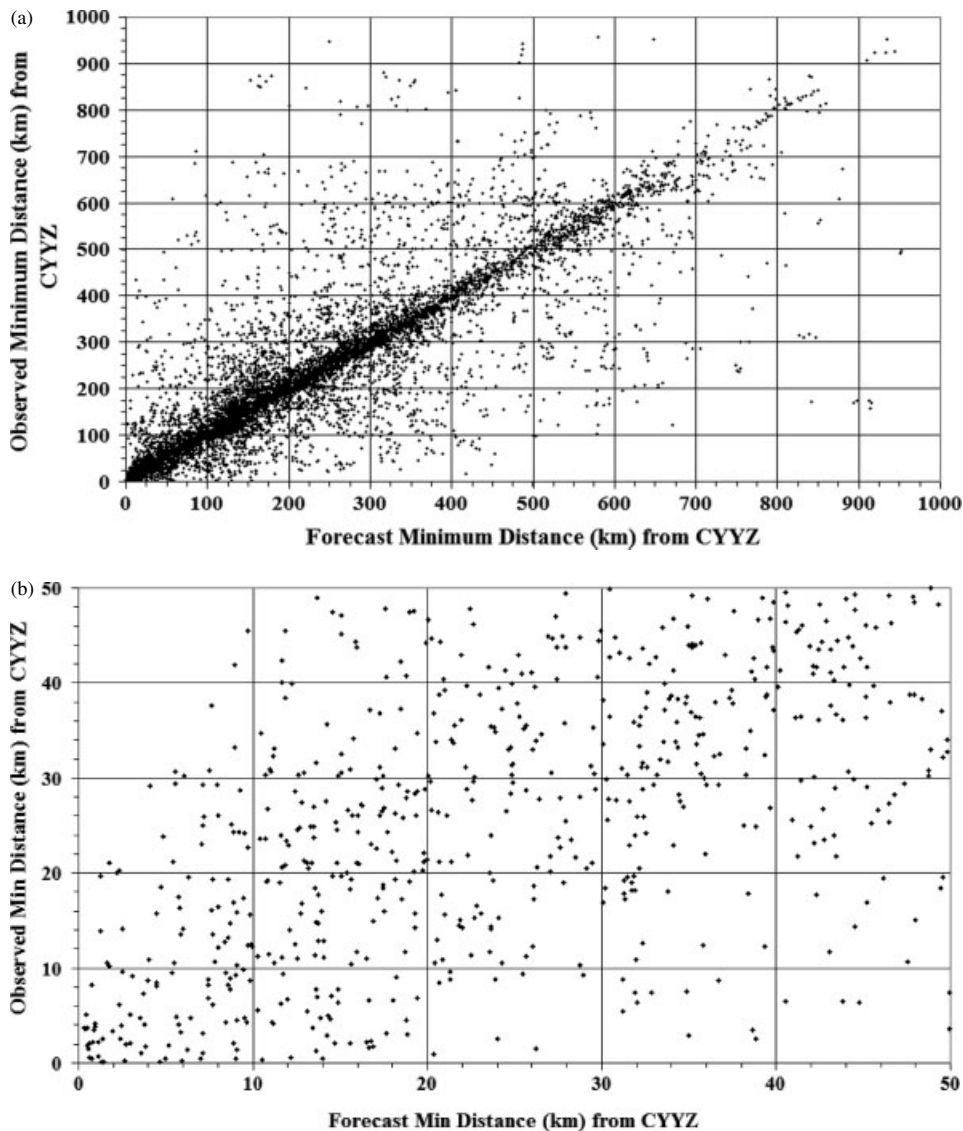 (a)
Observed Minimum Distance (km) from
CYYZ
1000
900
800
700
600
500
400
300
200
100
0
0 100 200 300 400 500 600 700 800 900 1000
Forecast Minimum Distance (km) from CYYZ
(b)
Observed Min Distance (km) from CYYZ
50
40
30
20
10
0
0 10 20 30 40 50
Forecast Min Distance (km) from CYYZ